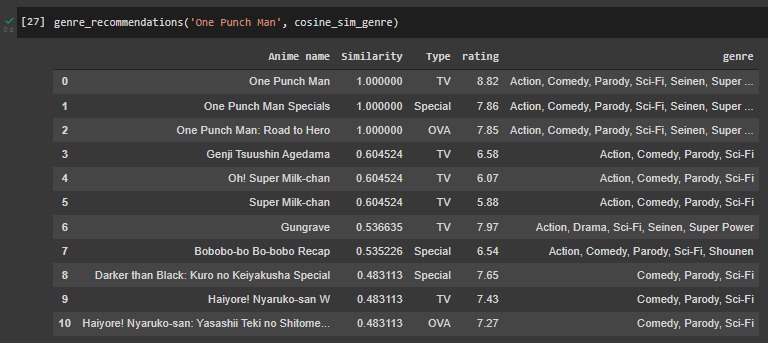 [27] genre_recommendations('One Punch Man', cosine_sim_genre)
Anime name Similarity Type rating genre
0 One Punch Man 1.000000 TV 8.82 Action, Comedy, Parody, Sci-Fi, Seinen, Super ...
1 One Punch Man Specials 1.000000 Special 7.86 Action, Comedy, Parody, Sci-Fi, Seinen, Super ...
2 One Punch Man: Road to Hero 1.000000 OVA 7.85 Action, Comedy, Parody, Sci-Fi, Seinen, Super ...
3 Genji Tsuushin Agedama 0.604524 TV 6.58 Action, Comedy, Parody, Sci-Fi
4 Oh! Super Milk-chan 0.604524 TV 6.07 Action, Comedy, Parody, Sci-Fi
5 Super Milk-chan 0.604524 TV 5.88 Action, Comedy, Parody, Sci-Fi
6 Gungrave 0.536635 TV 7.97 Action, Drama, Sci-Fi, Seinen, Super Power
7 Bobobo-bo Bo-bobo Recap 0.535226 Special 6.54 Action, Comedy, Parody, Sci-Fi, Shounen
8 Darker than Black: Kuro no Keiyakusha Special 0.483113 Special 7.65 Comedy, Parody, Sci-Fi
9 Haiyore! Nyaruko-san W 0.483113 TV 7.43 Comedy, Parody, Sci-Fi
10 Haiyore! Nyaruko-san: Yasashii Teki no Shitome... 0.483113 OVA 7.27 Comedy, Parody, Sci-Fi